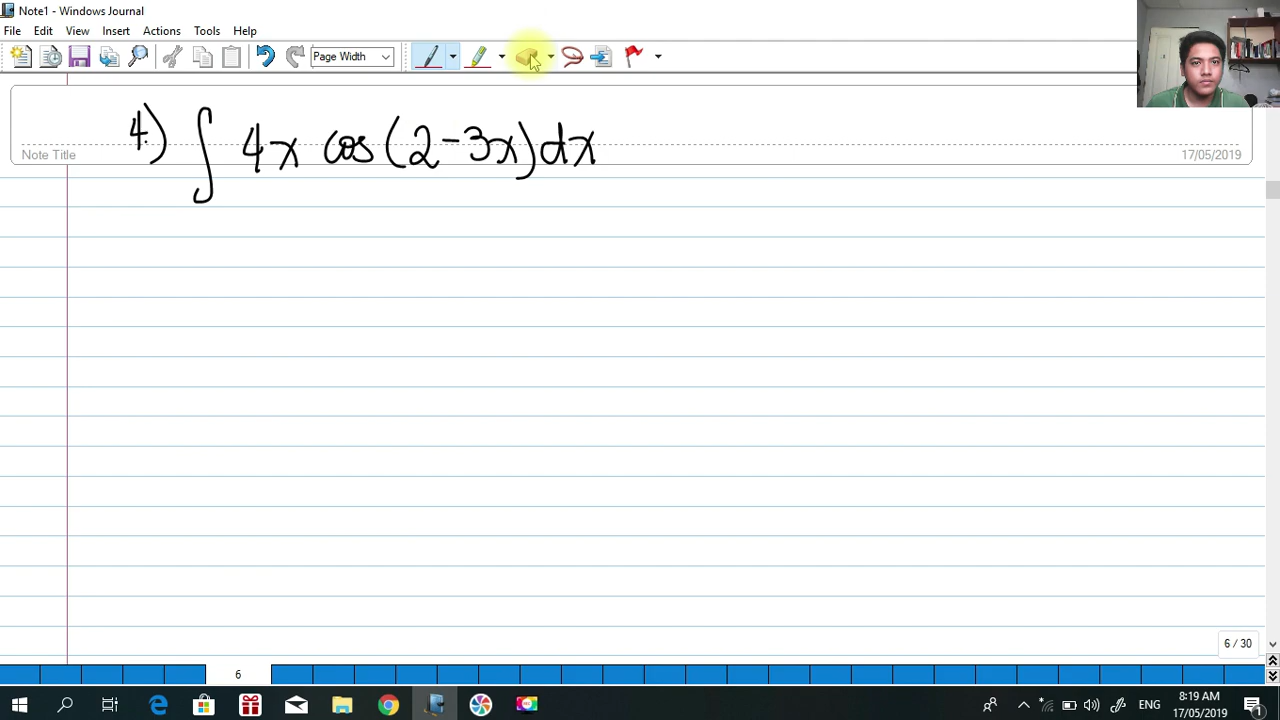 Note1 - Windows Journal
File Edit View Insert Actions Tools Help
Page Width
4.) ∫ 4x cos(2-3x)dx
Note Title
17/05/2019
6 / 30
6
8:19 AM
ENG
17/05/2019
1